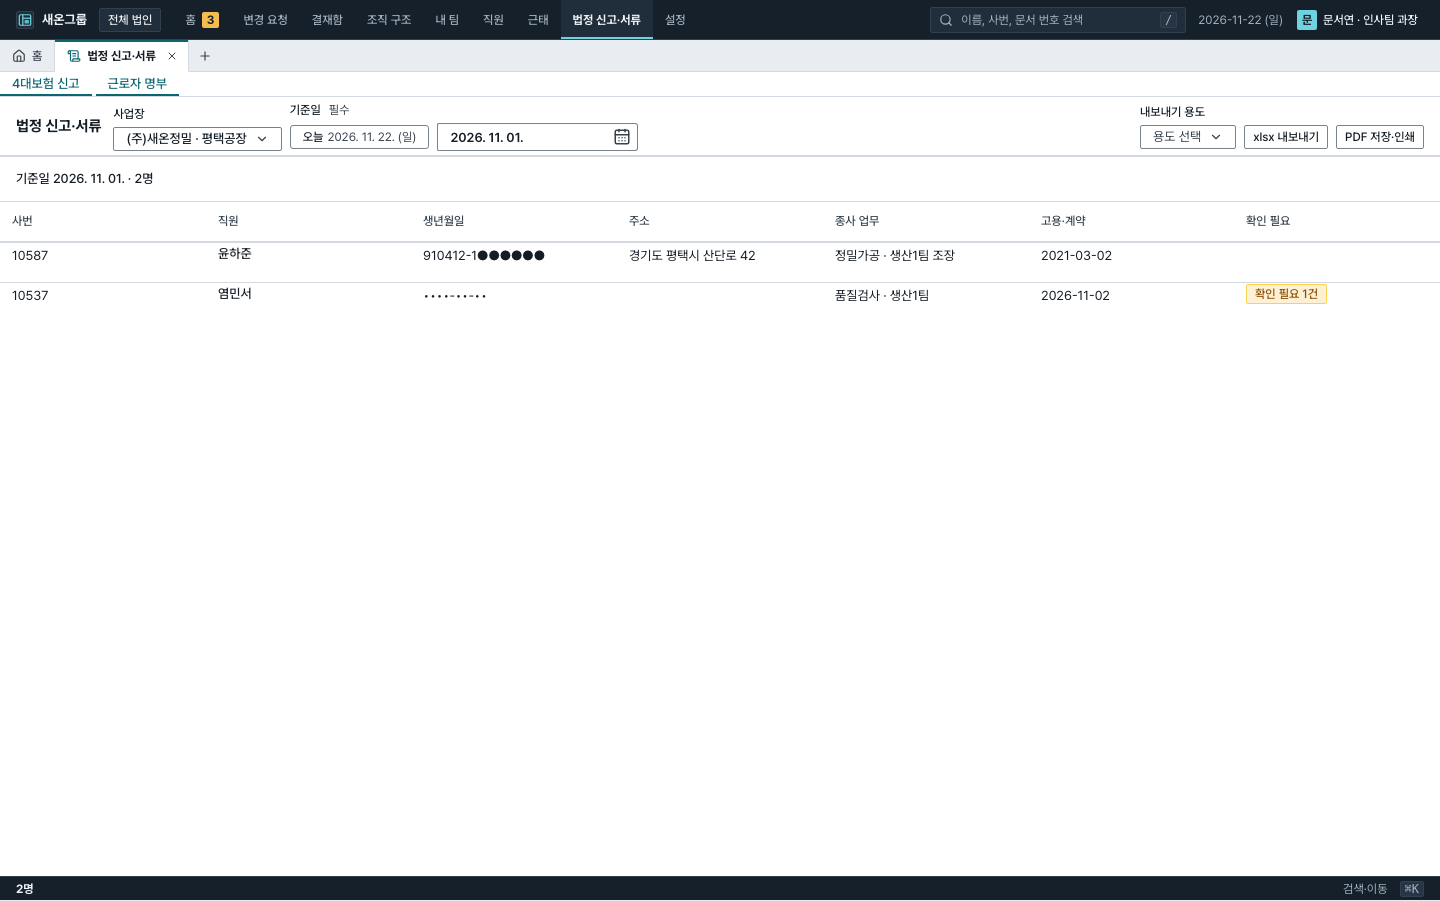 새온그룹 전체 법인 홈 3 변경 요청 결재함 조직 구조 내 팀 직원 근태 법정 신고·서류 설정 이름, 사번, 문서 번호 검색 / 2026-11-22 (일) 문 문서연 · 인사팀 과장
홈 법정 신고·서류
4대보험 신고 근로자 명부
법정 신고·서류
사업장
(주)새온정밀 · 평택공장
기준일 필수
오늘 2026. 11. 22. (일) 2026. 11. 01.
내보내기 용도
용도 선택 xlsx 내보내기 PDF 저장·인쇄
기준일 2026. 11. 01. · 2명
사번 직원 생년월일 주소 종사 업무 고용·계약 확인 필요
10587 윤하준 910412-1●●●●●● 경기도 평택시 산단로 42 정밀가공 · 생산1팀 조장 2021-03-02
10537 염민서 ••••-••-•• 품질검사 · 생산1팀 2026-11-02 확인 필요 1건
2명 검색·이동 ⌘K